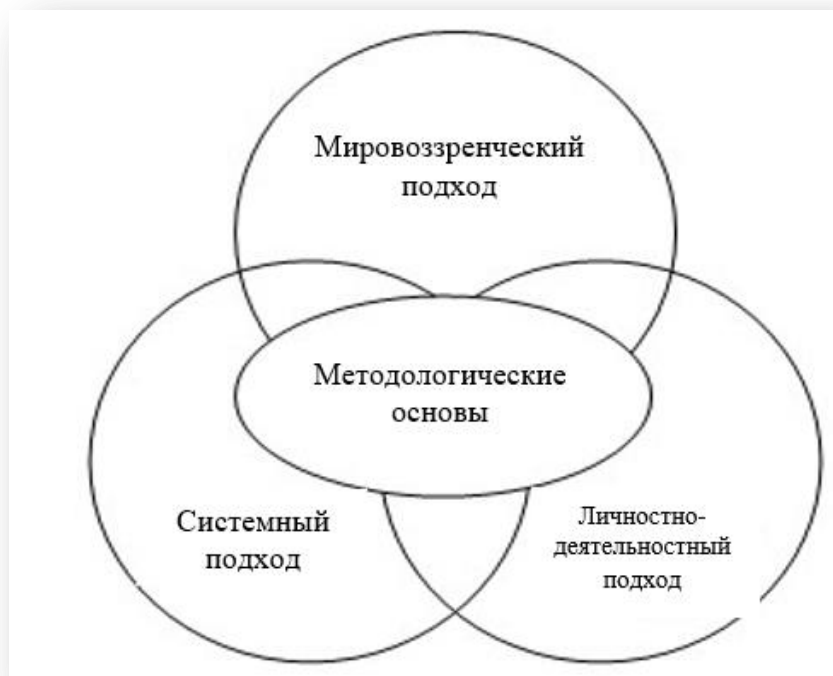 Мировоззренческий
подход
Методологические
основы
Системный
подход
Личностно-
деятельностный
подход